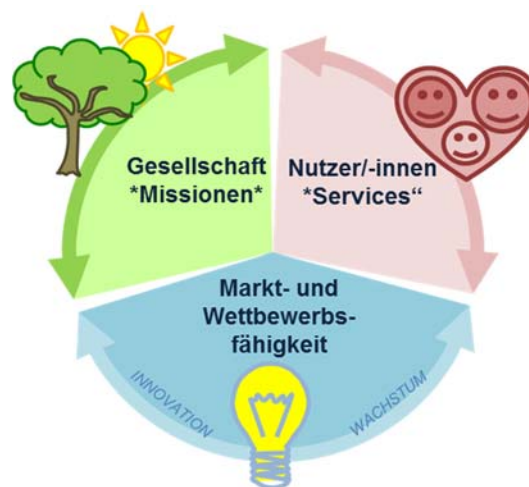 Gesellschaft
*Missionen*
Nutzer/-innen
*Services“
Markt- und
Wettbewerbs-
fähigkeit
INNOVATION
WACHSTUM